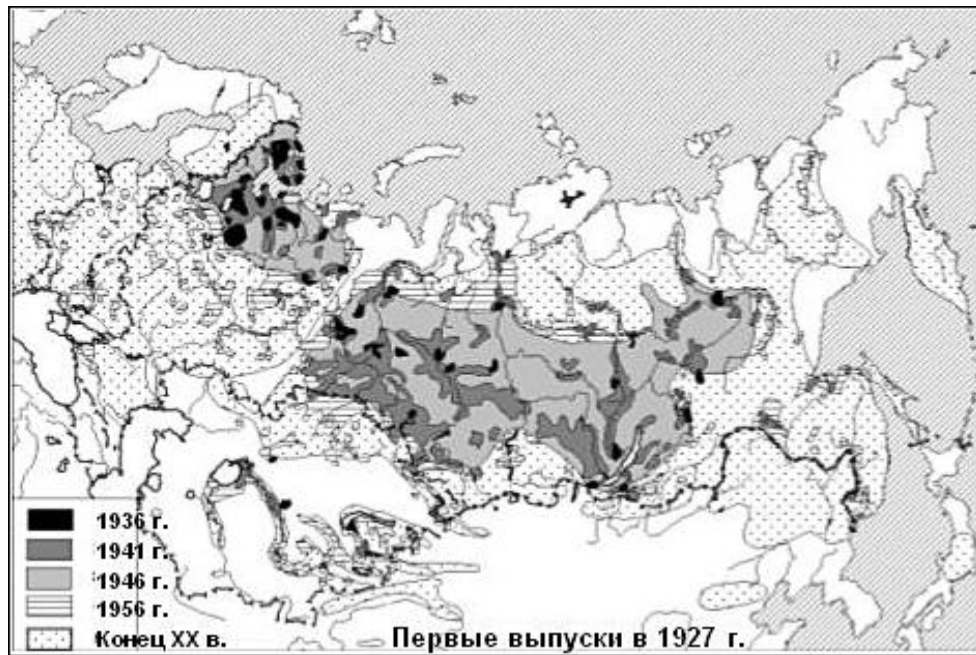 1936 г.
1941 г.
1946 г.
1956 г.
Конец XX в.
Первые выпуски в 1927 г.